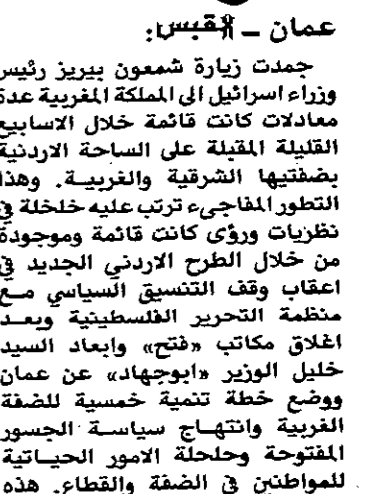 عمان ـ القبس:
جمدت زيارة شمعون بيريز رئيس
وزراء اسرائيل الى المملكة المغربية عدة
معادلات كانت قائمة خلال الاسابيع
القليلة المقبلة على الساحة الاردنية
بضفتيها الشرقية والغربية. وهذا
التطور المفاجىء ترتب عليه خلخلة في
نظريات ورؤى كانت قائمة وموجودة
من خلال الطرح الاردني الجديد في
اعقاب وقف التنسيق السياسي مع
منظمة التحرير الفلسطينية وبعد
اغلاق مكاتب «فتح» وابعاد السيد
خليل الوزير «ابوجهاد» عن عمان
ووضع خطة تنمية خمسية للضفة
الغربية وانتهاج سياسة الجسور
المفتوحة وحلحلة الامور الحياتية
للمواطنين في الضفة والقطاع. هذه